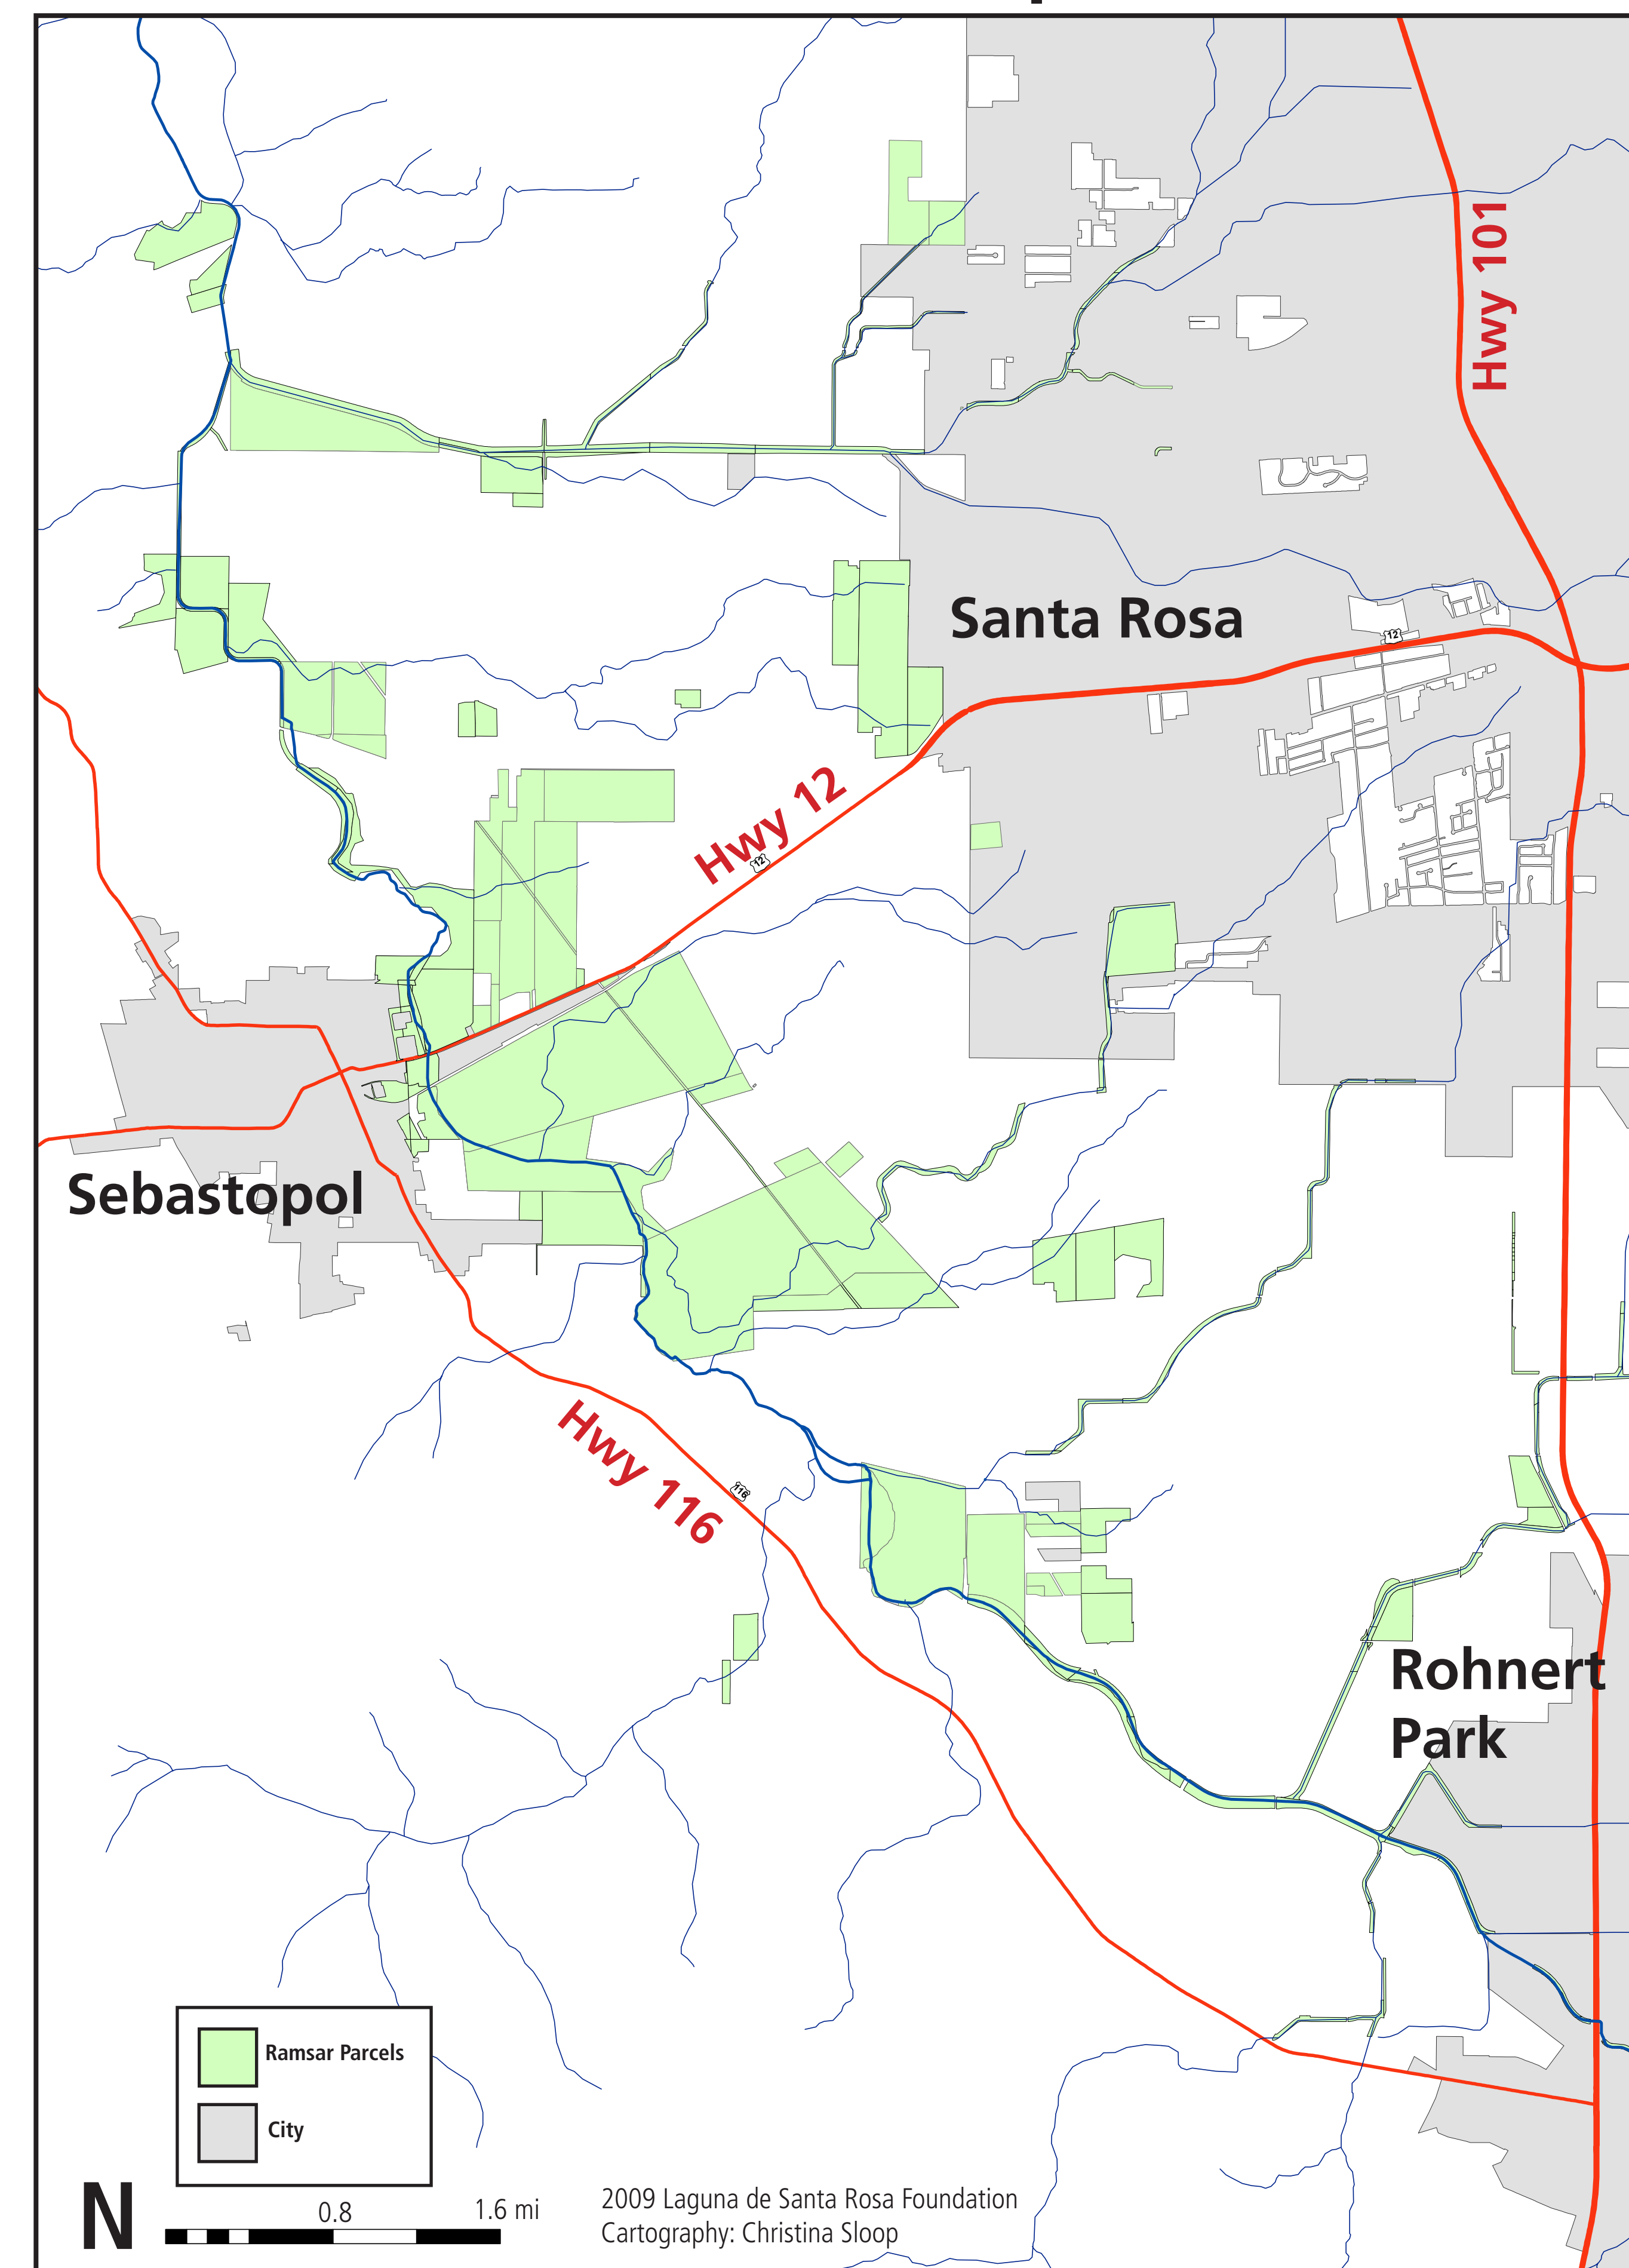 Hwy 101
Santa Rosa
12
Hwy 12
12
Sebastopol
Hwy 116
116
Rohnert
Park
Ramsar Parcels
City
N
0.8
1.6 mi
2009 Laguna de Santa Rosa Foundation
Cartography: Christina Sloop